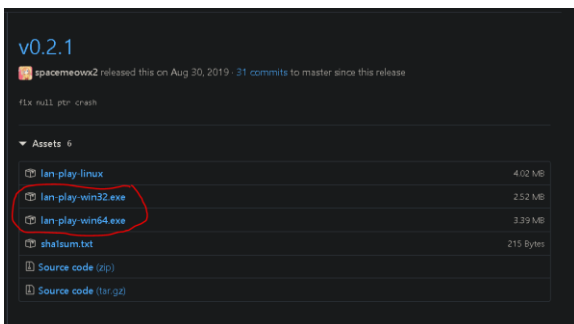 v0.2.1
spacemeowx2 released this on Aug 30, 2019 · 31 commits to master since this release
fix null ptr crash
Assets 6
lan-play-linux 4.02 MB
lan-play-win32.exe 2.52 MB
lan-play-win64.exe 3.39 MB
sha1sum.txt 215 Bytes
Source code (zip)
Source code (tar.gz)